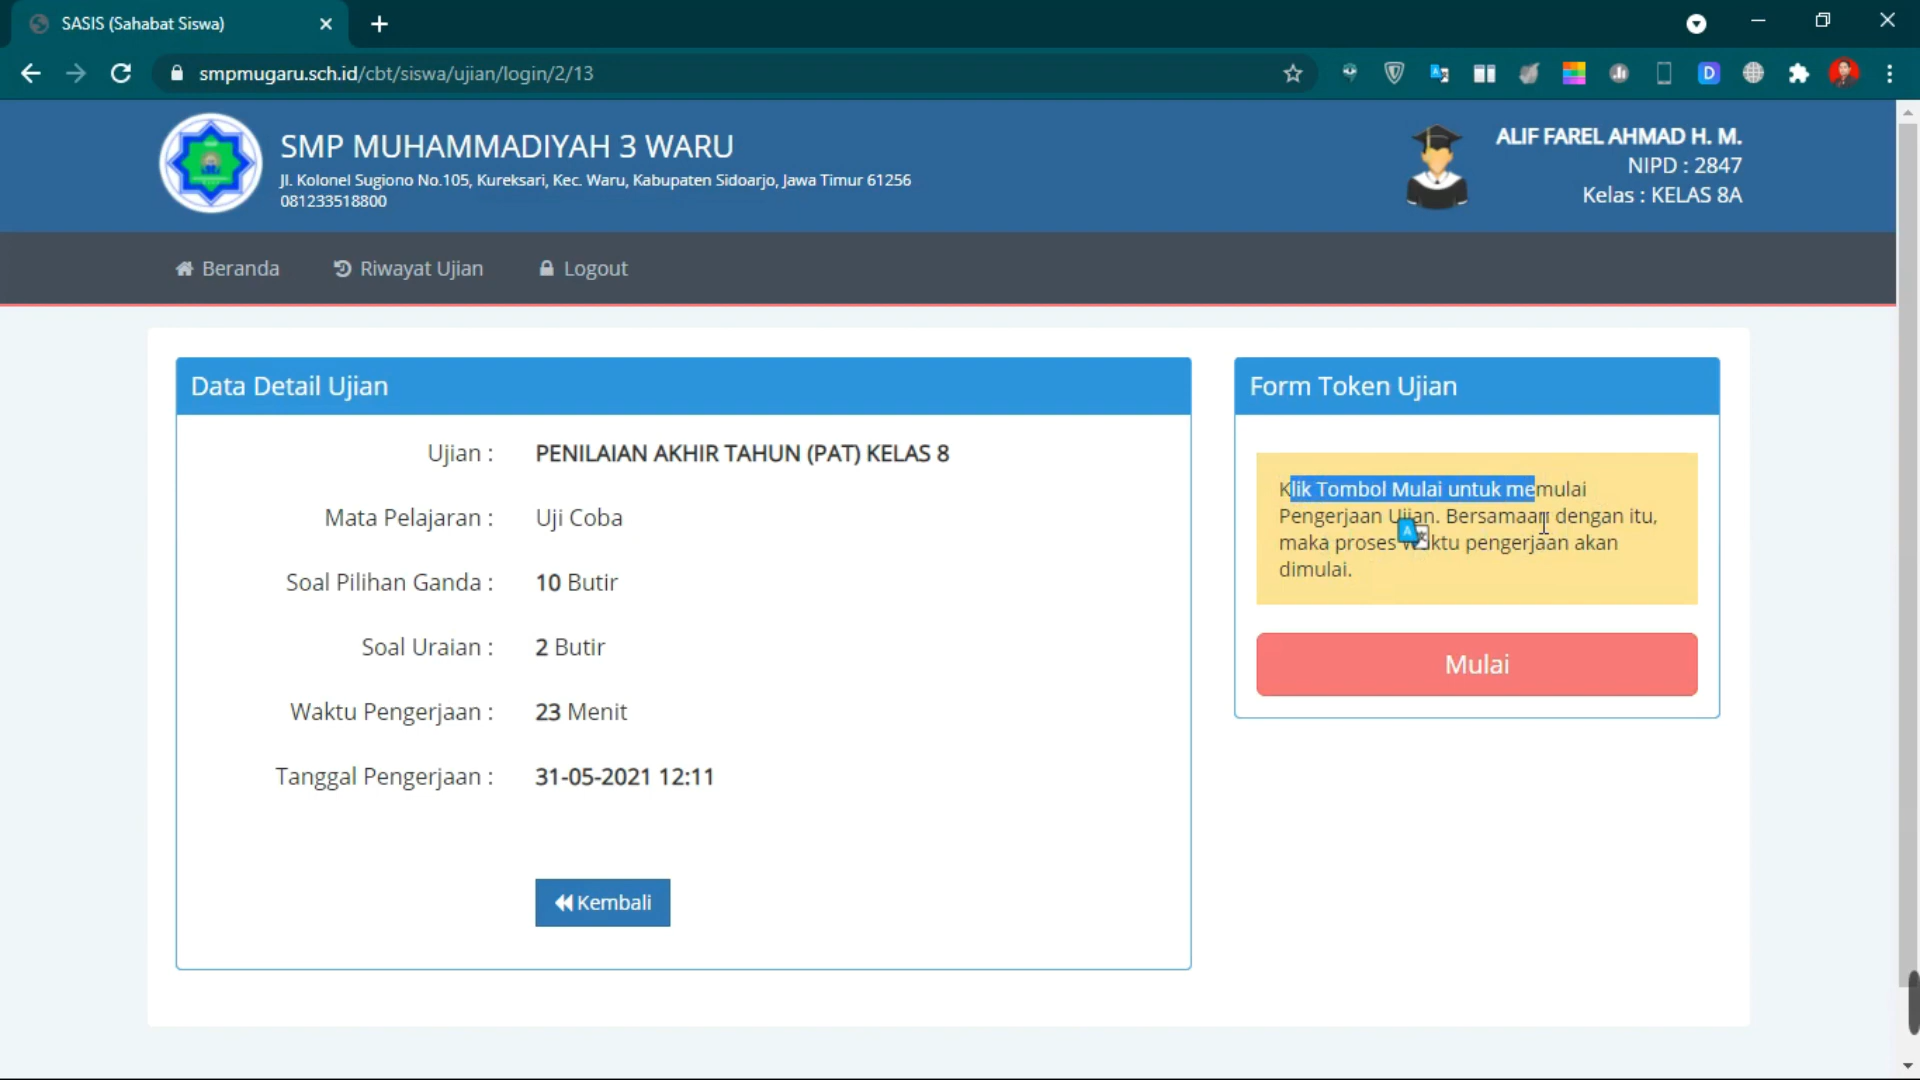 SASIS (Sahabat Siswa)
smpmugaru.sch.id/cbt/siswa/ujian/login/2/13
SMP MUHAMMADIYAH 3 WARU
Jl. Kolonel Sugiono No.105, Kureksari, Kec. Waru, Kabupaten Sidoarjo, Jawa Timur 61256
081233518800
ALIF FAREL AHMAD H. M.
NIPD : 2847
Kelas : KELAS 8A
Beranda
Riwayat Ujian
Logout
Data Detail Ujian
Ujian : PENILAIAN AKHIR TAHUN (PAT) KELAS 8
Mata Pelajaran : Uji Coba
Soal Pilihan Ganda : 10 Butir
Soal Uraian : 2 Butir
Waktu Pengerjaan : 23 Menit
Tanggal Pengerjaan : 31-05-2021 12:11
Kembali
Form Token Ujian
Klik Tombol Mulai untuk memulai
Pengerjaan Ujian. Bersamaan dengan itu,
maka proses waktu pengerjaan akan
dimulai.
Mulai